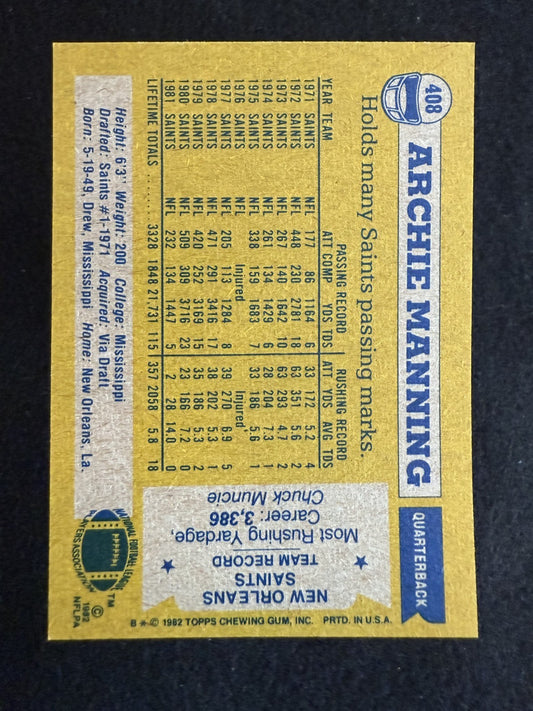 408
ARCHIE MANNING
QUARTERBACK
Holds many Saints passing marks.
PASSING RECORD RUSHING RECORD
YEAR TEAM ATT COMP YDS TDS ATT YDS AVG TDS
1971 SAINTS NFL 177 86 1164 6 33 172 5.2 4
1972 SAINTS NFL 448 230 2781 18 63 351 5.6 2
1973 SAINTS NFL 267 140 1642 10 63 293 4.7 2
1974 SAINTS NFL 261 134 1429 6 28 204 7.3 1
1975 SAINTS NFL 338 159 1683 7 33 186 5.6 1
1976 SAINTS Injured Injured
1977 SAINTS NFL 205 113 1284 8 39 270 6.9 5
1978 SAINTS NFL 471 291 3416 17 38 202 5.3 1
1979 SAINTS NFL 420 252 3169 15 35 186 5.3 2
1980 SAINTS NFL 509 309 3716 23 23 166 7.2 0
1981 SAINTS NFL 232 134 1447 5 2 28 14.0 0
LIFETIME TOTALS ....... 3328 1848 21,731 115 357 2058 5.8 18
Height: 6'3" Weight: 200 College: Mississippi
Drafted: Saints #1-1971 Acquired: Via Draft
Born: 5-19-49, Drew, Mississippi Home: New Orleans, La.
NEW ORLEANS
SAINTS
★ TEAM RECORD ★
Most Rushing Yardage,
Career: 3,386
Chuck Muncie
NATIONAL FOOTBALL LEAGUE
PLAYERS ASSOCIATION
TM
©
1982
NFLPA
B ★ © 1982 TOPPS CHEWING GUM, INC. PRTD. IN U.S.A.